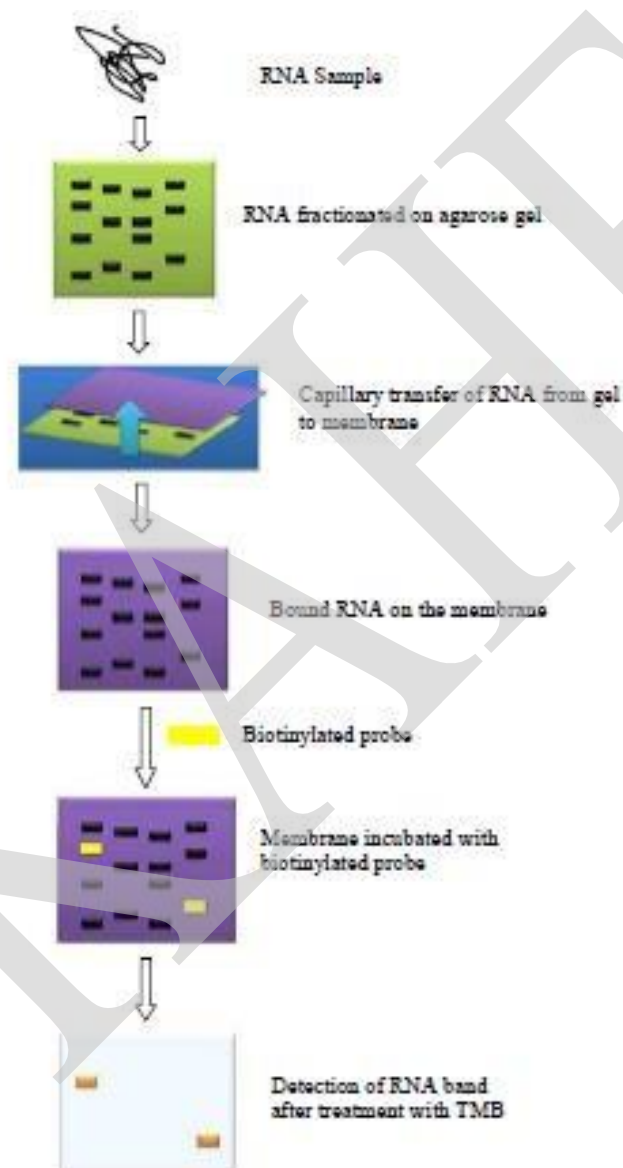 RNA Sample
RNA fractionated on agarose gel
Capillary transfer of RNA from gel
to membrane
Bound RNA on the membrane
Biotinylated probe
Membrane incubated with
biotinylated probe
Detection of RNA band
after treatment with TMB